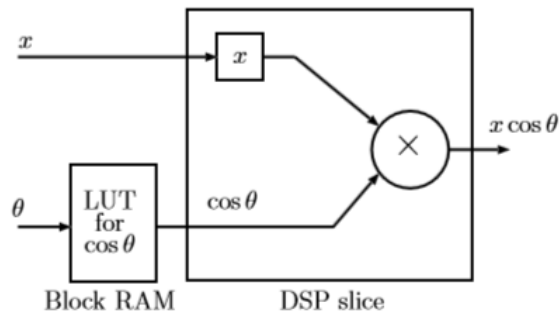 x
x
×
x cos θ
θ
LUT
for
cos θ
cos θ
Block RAM
DSP slice